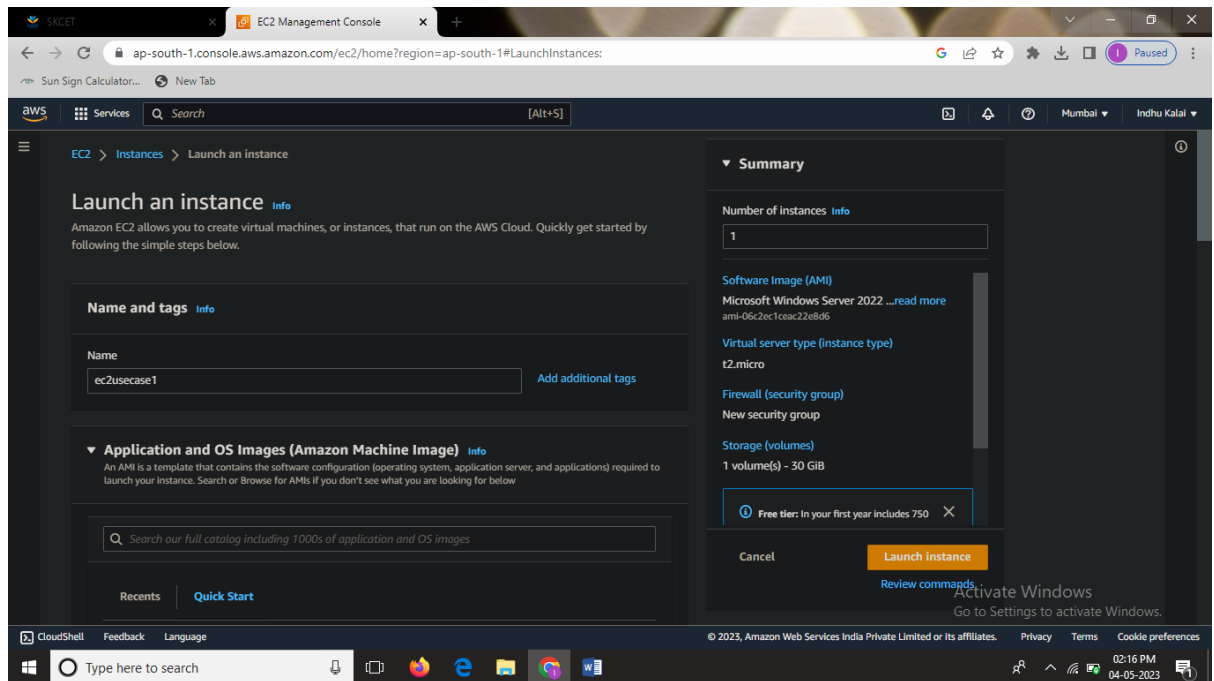 SKCET
EC2 Management Console
ap-south-1.console.aws.amazon.com/ec2/home?region=ap-south-1#LaunchInstances:
Paused
Sun Sign Calculator...
New Tab
aws
Services
Search
[Alt+S]
Mumbai
Indhu Kalai
EC2 > Instances > Launch an instance
Launch an instance Info
Amazon EC2 allows you to create virtual machines, or instances, that run on the AWS Cloud. Quickly get started by
following the simple steps below.
Name and tags Info
Name
ec2usecase1
Add additional tags
Application and OS Images (Amazon Machine Image) Info
An AMI is a template that contains the software configuration (operating system, application server, and applications) required to
launch your instance. Search or Browse for AMIs if you don't see what you are looking for below
Search our full catalog including 1000s of application and OS images
Recents
Quick Start
Summary
Number of instances Info
1
Software Image (AMI)
Microsoft Windows Server 2022 ...read more
ami-06c2ec1ceac22e8d6
Virtual server type (instance type)
t2.micro
Firewall (security group)
New security group
Storage (volumes)
1 volume(s) - 30 GiB
Free tier: In your first year includes 750
Cancel
Launch instance
Review commands
Activate Windows
Go to Settings to activate Windows.
CloudShell
Feedback
Language
© 2023, Amazon Web Services India Private Limited or its affiliates.
Privacy
Terms
Cookie preferences
Type here to search
02:16 PM
04-05-2023